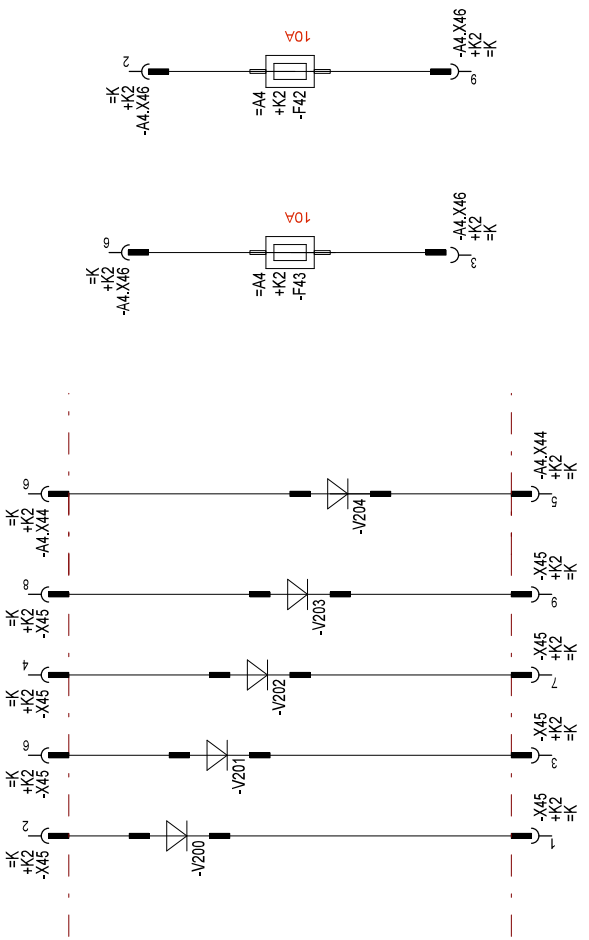 10A
2
=K
+K2
-A4.X46
=A4
+K2
-F42
-A4.X46
+K2
=K
9
10A
6
=K
+K2
-A4.X46
=A4
+K2
-F43
-A4.X46
+K2
=K
3
6
=K
+K2
-A4.X44
-V204
-A4.X44
+K2
=K
5
8
=K
+K2
-X45
-V203
-X45
+K2
=K
9
4
=K
+K2
-X45
-V202
-X45
+K2
=K
7
6
=K
+K2
-X45
-V201
-X45
+K2
=K
3
2
=K
+K2
-X45
-V200
-X45
+K2
=K
1